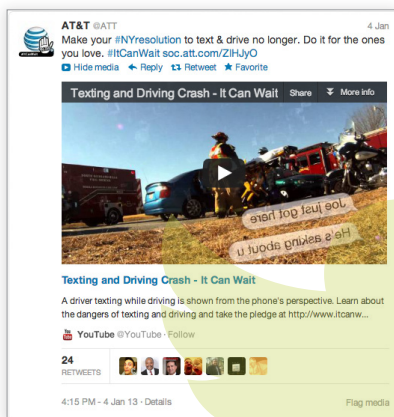 AT&T @ATT 4 Jan
Make your #NYresolution to text & drive no longer. Do it for the ones
you love. #ItCanWait soc.att.com/ZIHJyO
Hide media Reply Retweet Favorite
Texting and Driving Crash - It Can Wait Share More info
Joe just got here
He's asking about u
Texting and Driving Crash - It Can Wait
A driver texting while driving is shown from the phone's perspective. Learn about
the dangers of texting and driving and take the pledge at http://www.itcanw...
YouTube @YouTube · Follow
24
RETWEETS
4:15 PM - 4 Jan 13 · Details Flag media